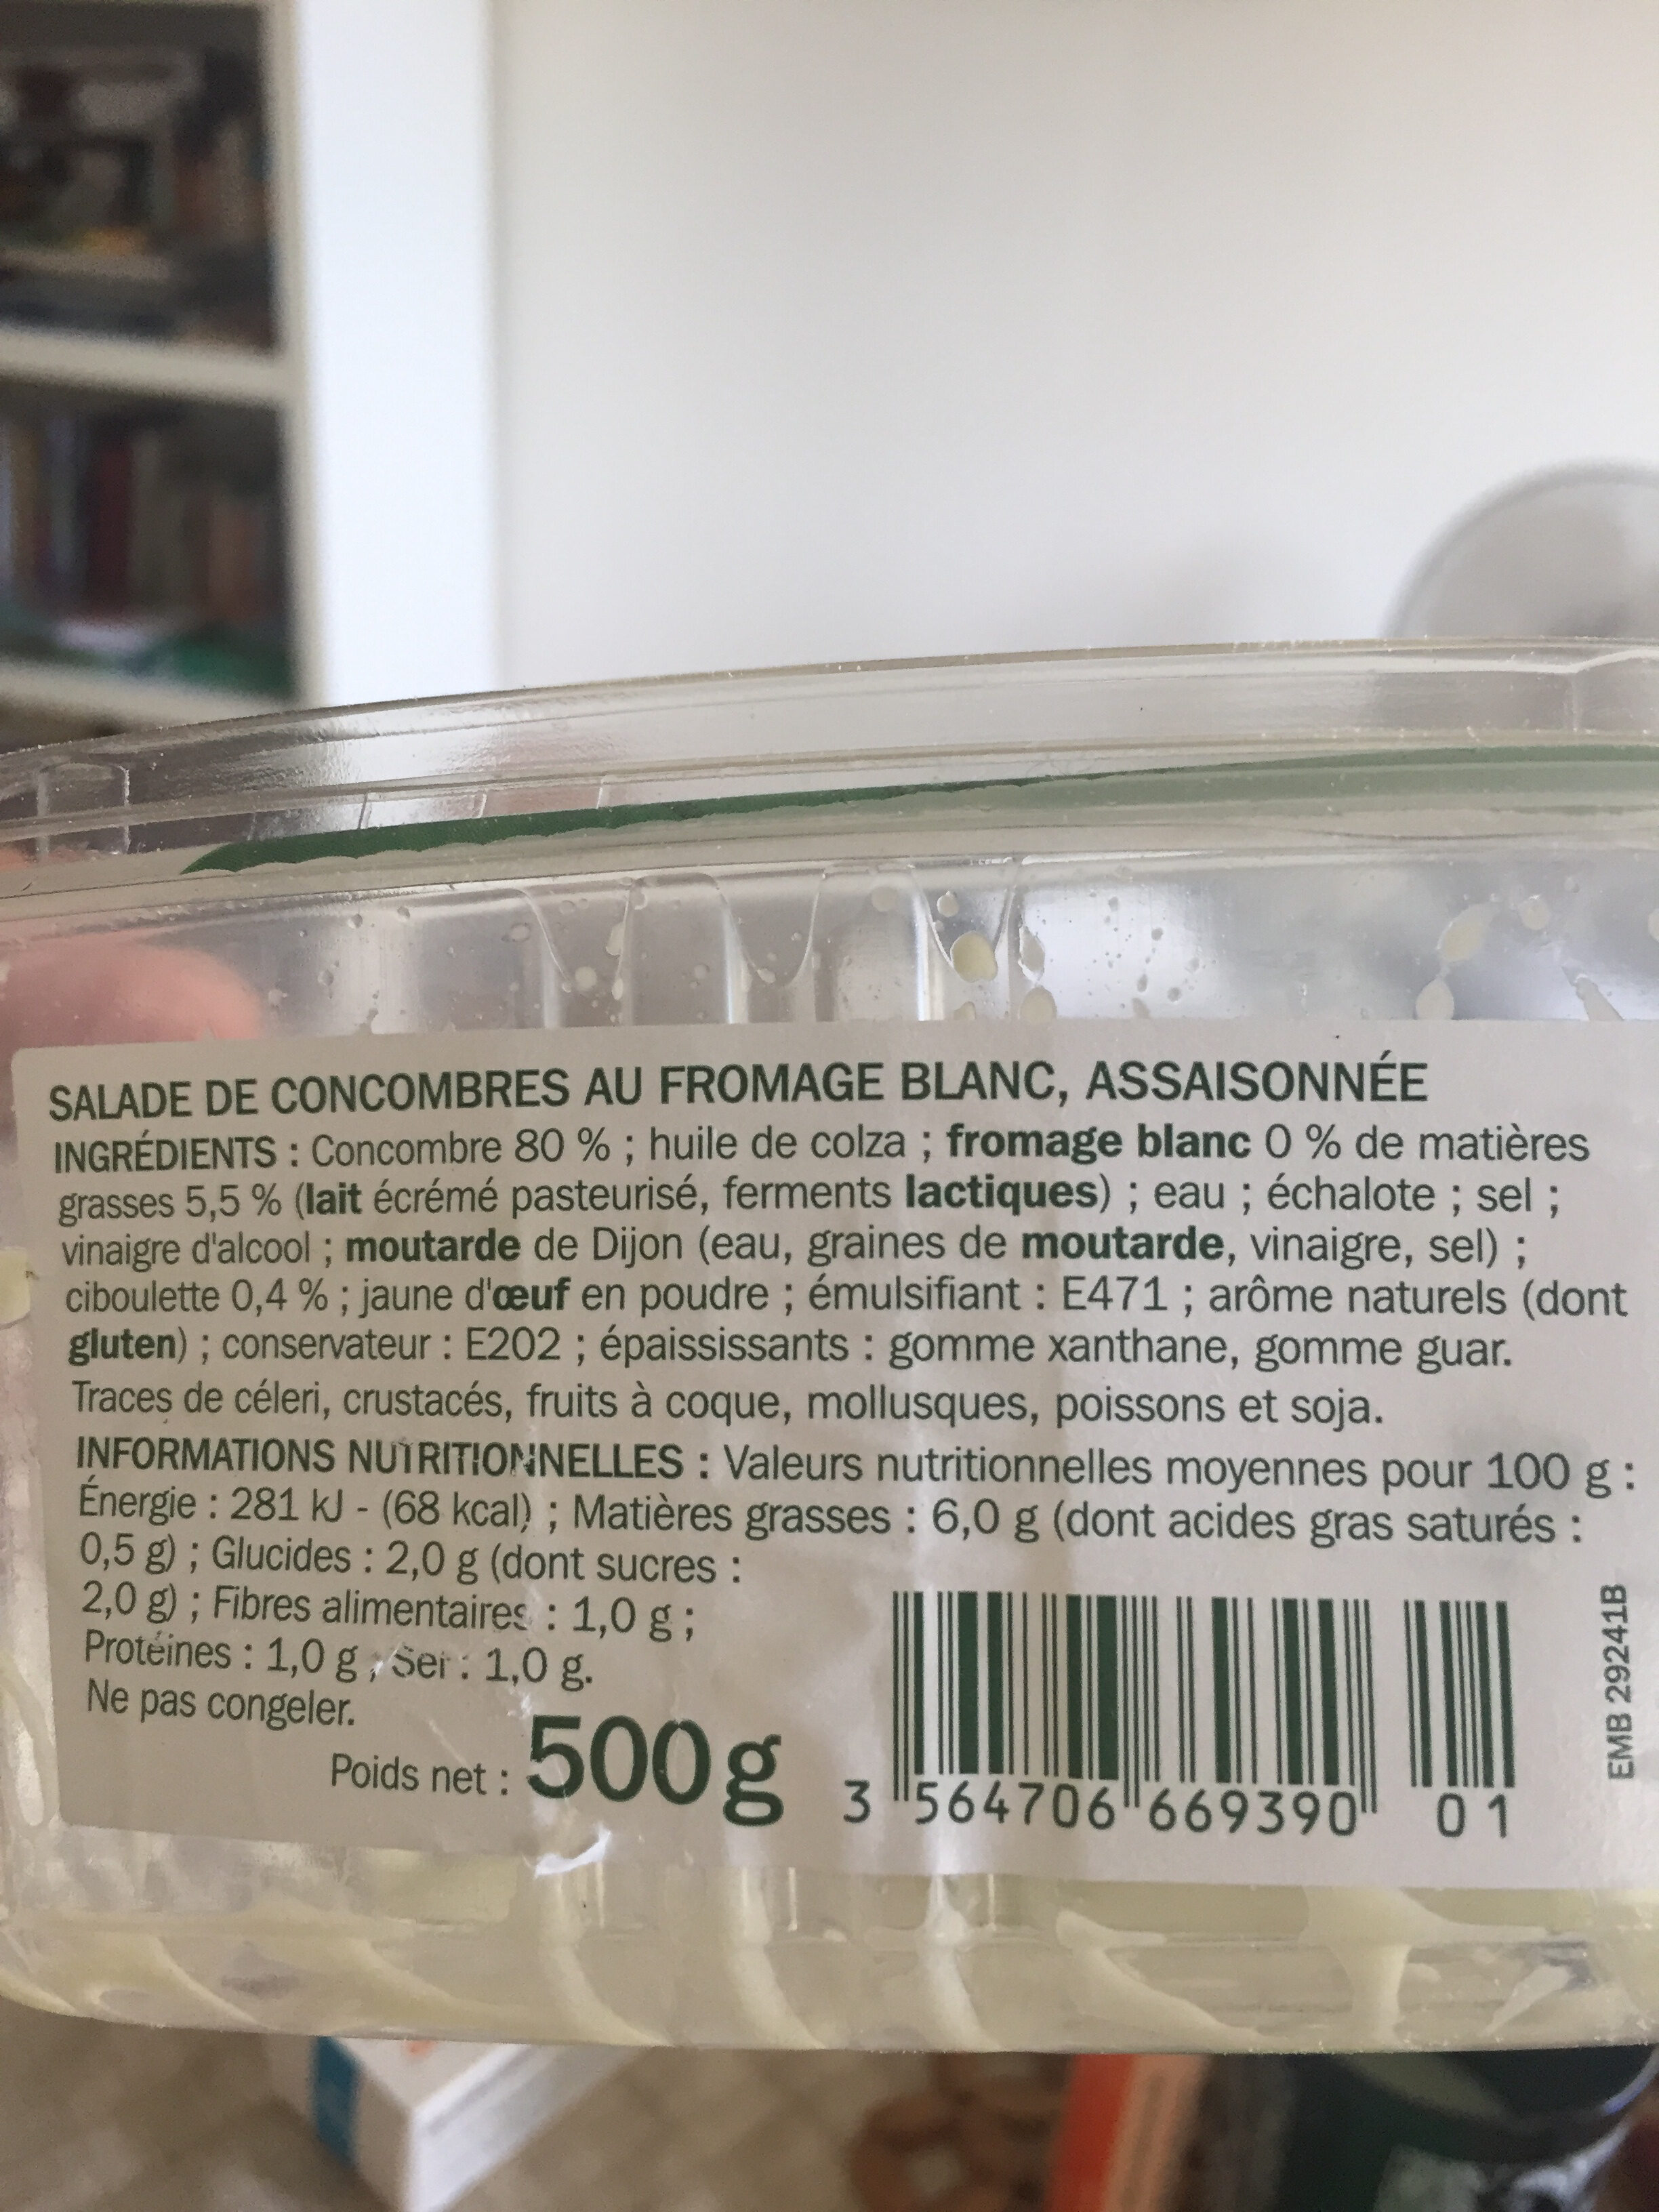 SALADE DE CONCOMBRES AU FROMAGE BLANC, ASSAISONNÉE
INGRÉDIENTS : Concombre 80 % ; huile de colza ; fromage blanc 0 % de matières
grasses 5,5 % (lait écrémé pasteurisé, ferments lactiques) ; eau ; échalote ; sel ;
vinaigre d'alcool ; moutarde de Dijon (eau, graines de moutarde, vinaigre, sel) ;
ciboulette 0,4 % ; jaune d'œuf en poudre ; émulsifiant : E471 ; arôme naturels (dont
gluten) ; conservateur : E202 ; épaississants : gomme xanthane, gomme guar.
Traces de céleri, crustacés, fruits à coque, mollusques, poissons et soja.
INFORMATIONS NUTRITIONNELLES : Valeurs nutritionnelles moyennes pour 100 g :
Énergie : 281 kJ - (68 kcal) ; Matières grasses : 6,0 g (dont acides gras saturés :
0,5 g) ; Glucides : 2,0 g (dont sucres :
2,0 g) ; Fibres alimentaires : 1,0 g ;
Protéines : 1,0 g ; Sel : 1,0 g.
Ne pas congeler.
Poids net : 500 g
3 564706 669390 01
EMB 29241B